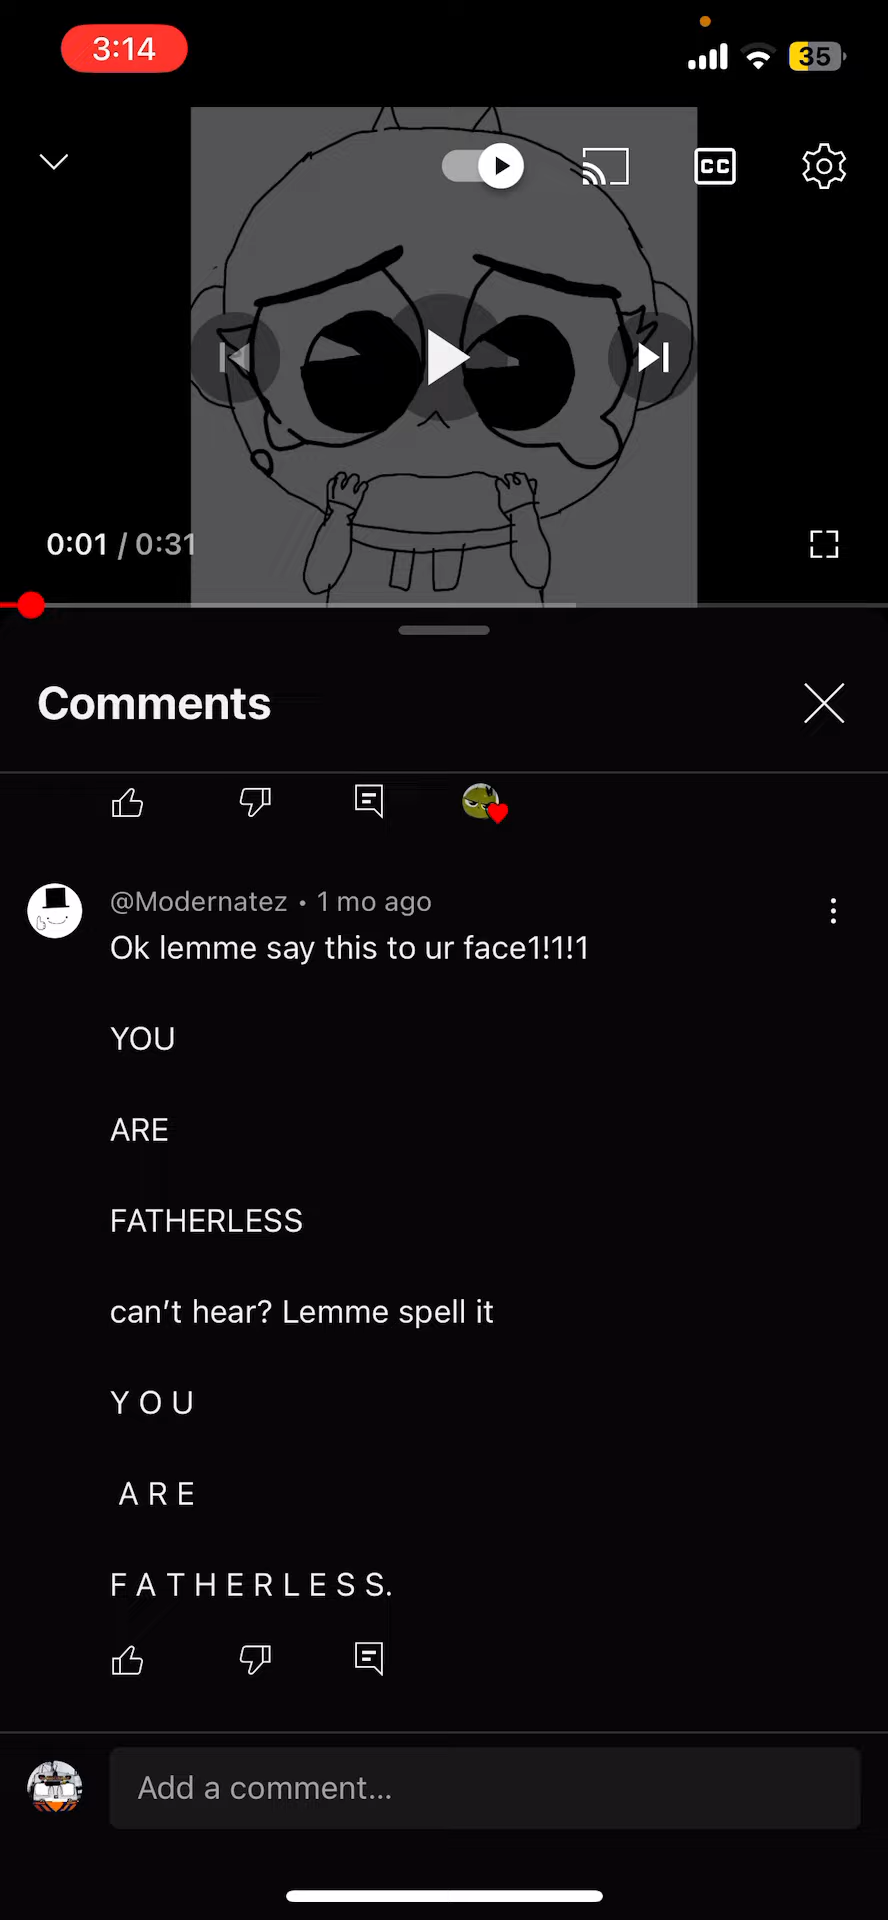 3:14
35
CC
0:01 / 0:31
Comments
@Modernatez • 1 mo ago
Ok lemme say this to ur face1!1!1
YOU
ARE
FATHERLESS
can't hear? Lemme spell it
Y O U
A R E
F A T H E R L E S S.
Add a comment...